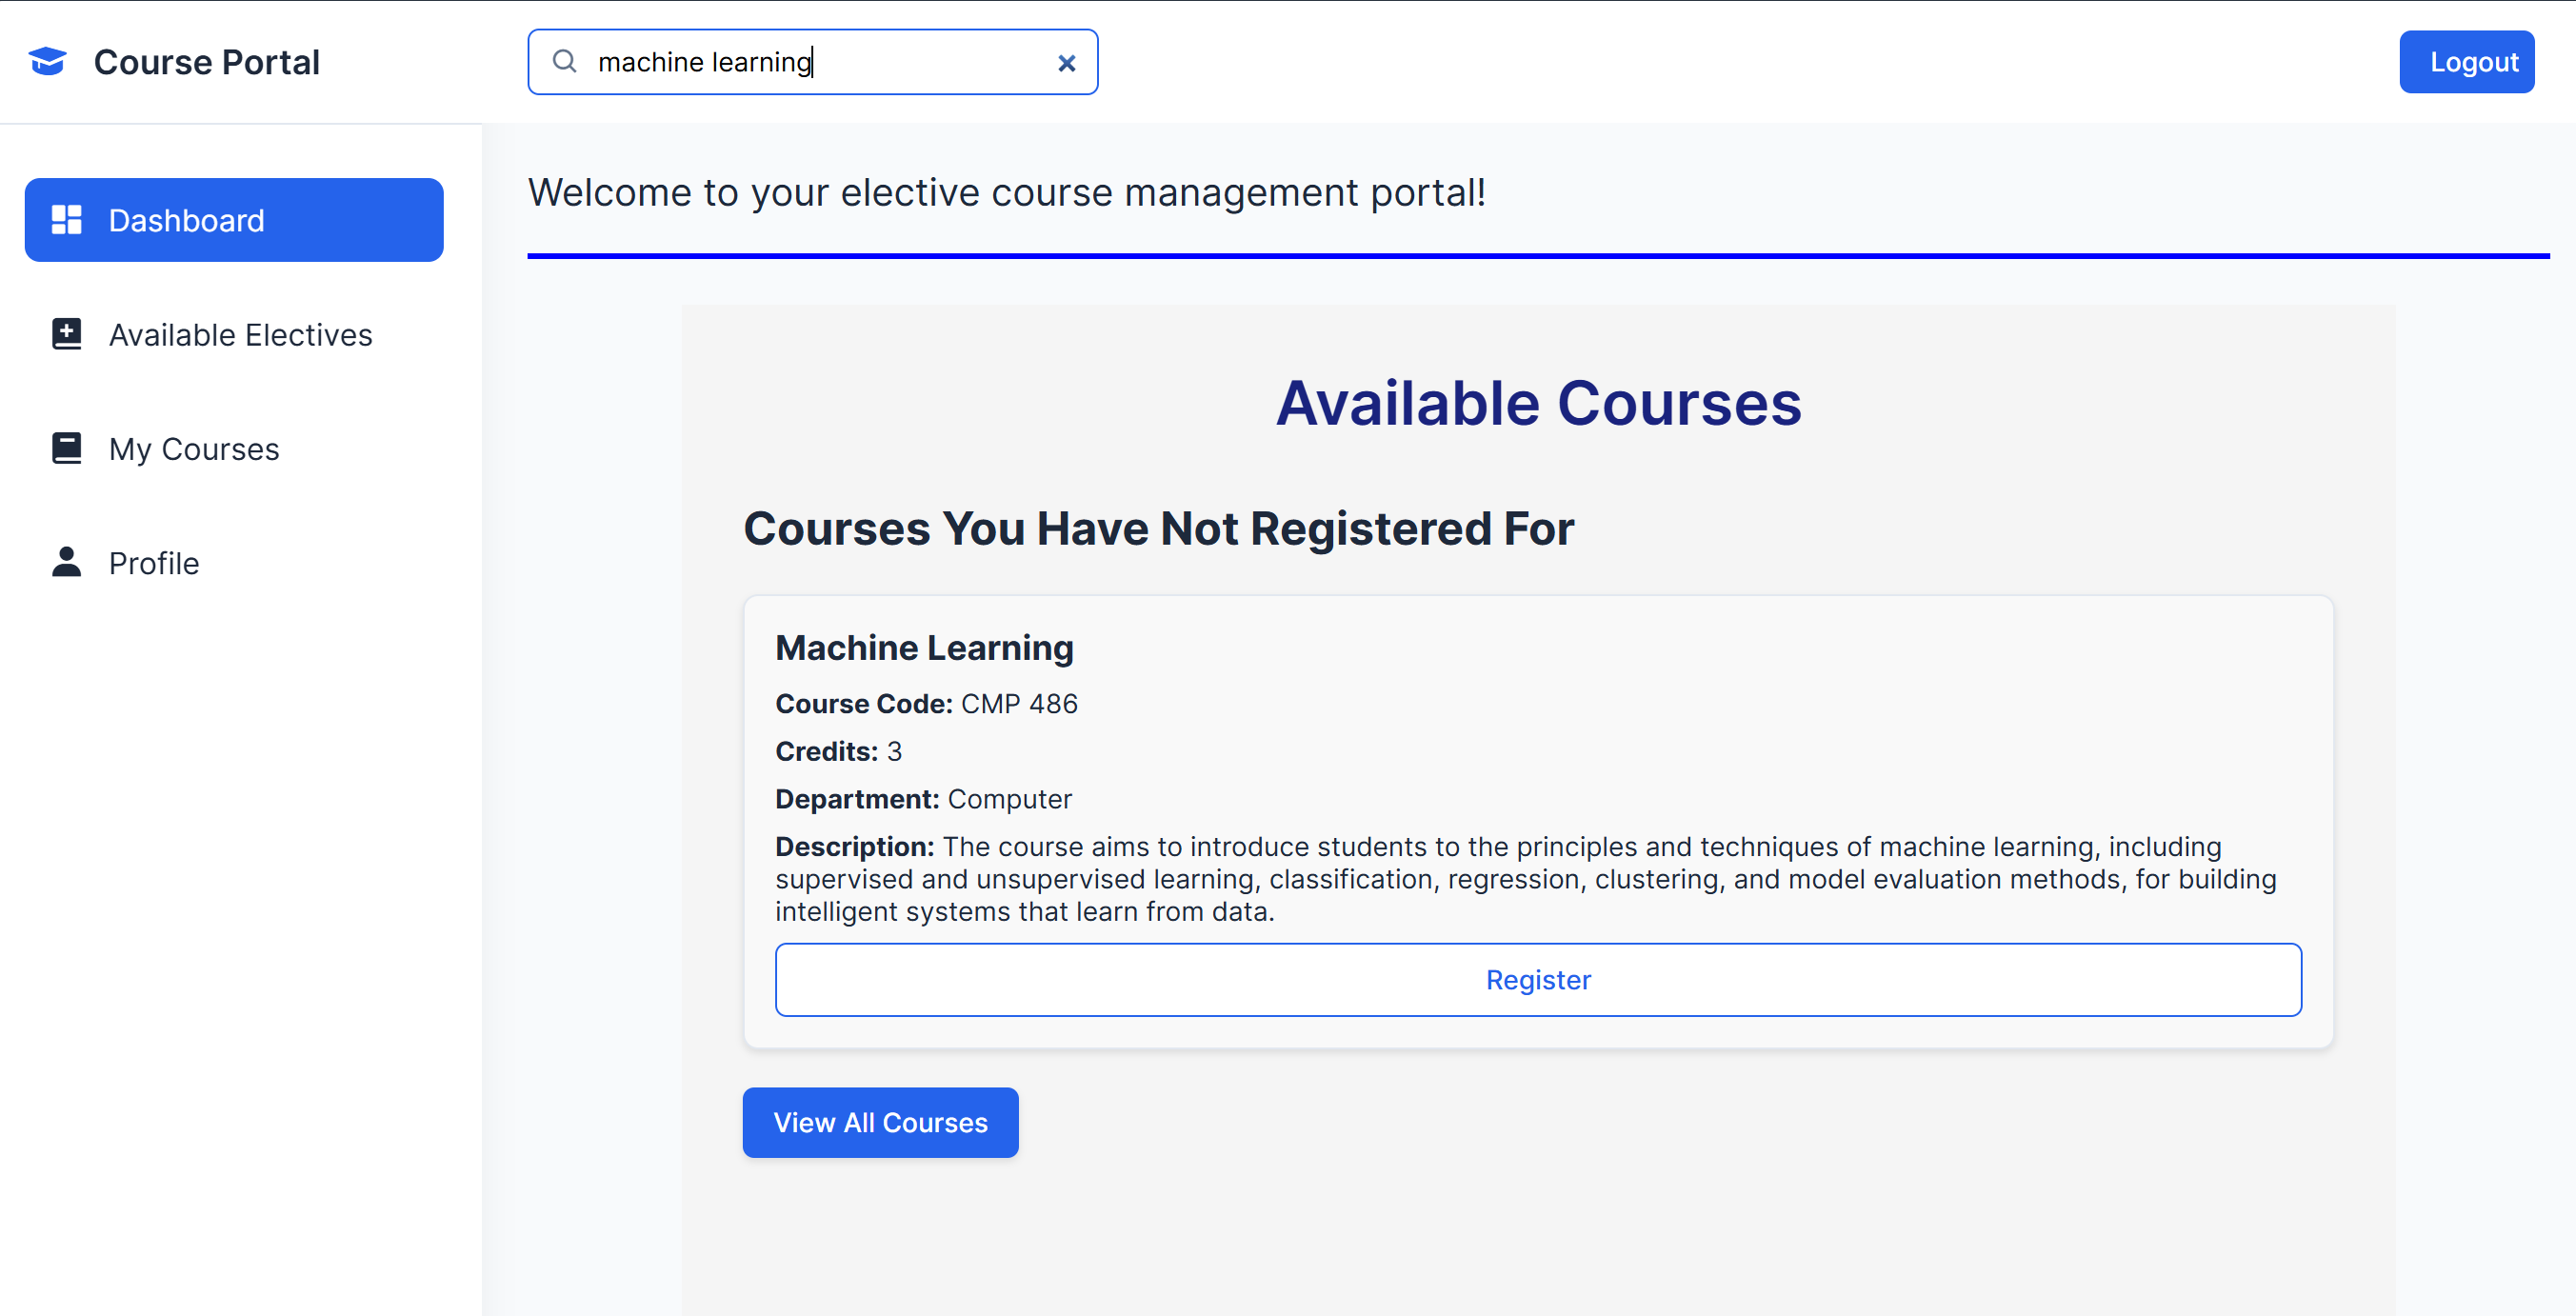 Course Portal
machine learning
Logout
Dashboard
Available Electives
My Courses
Profile
Welcome to your elective course management portal!
Available Courses
Courses You Have Not Registered For
Machine Learning
Course Code: CMP 486
Credits: 3
Department: Computer
Description: The course aims to introduce students to the principles and techniques of machine learning, including
supervised and unsupervised learning, classification, regression, clustering, and model evaluation methods, for building
intelligent systems that learn from data.
Register
View All Courses